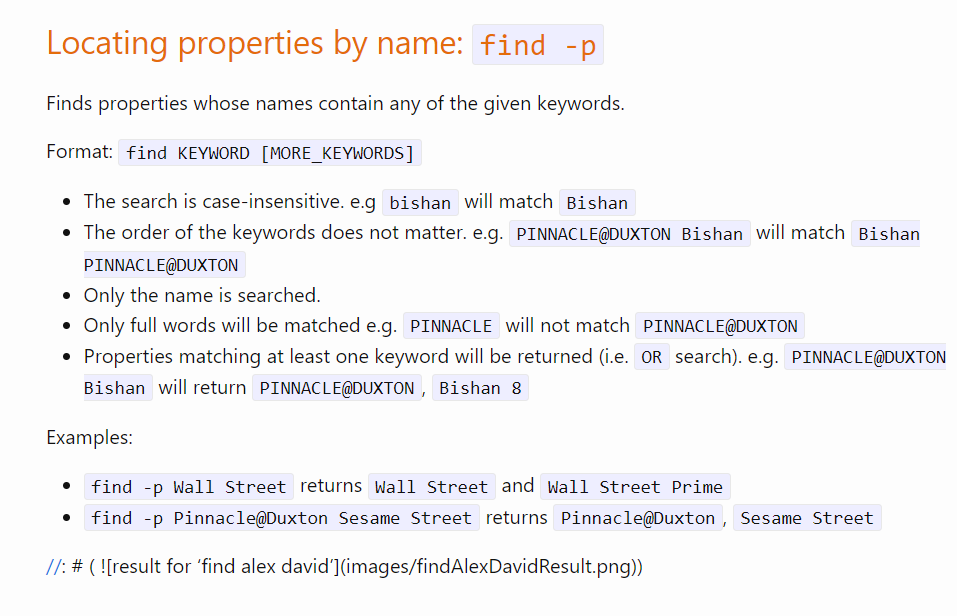 Locating properties by name: find -p
Finds properties whose names contain any of the given keywords.
Format: find KEYWORD [MORE_KEYWORDS]
• The search is case-insensitive. e.g bishan will match Bishan
• The order of the keywords does not matter. e.g. PINNACLE@DUXTON Bishan will match Bishan
PINNACLE@DUXTON
• Only the name is searched.
• Only full words will be matched e.g. PINNACLE will not match PINNACLE@DUXTON
• Properties matching at least one keyword will be returned (i.e. OR search). e.g. PINNACLE@DUXTON
Bishan will return PINNACLE@DUXTON, Bishan 8
Examples:
• find -p Wall Street returns Wall Street and Wall Street Prime
• find -p Pinnacle@Duxton Sesame Street returns Pinnacle@Duxton, Sesame Street
//: # ( ![result for ‘find alex david’](images/findAlexDavidResult.png))